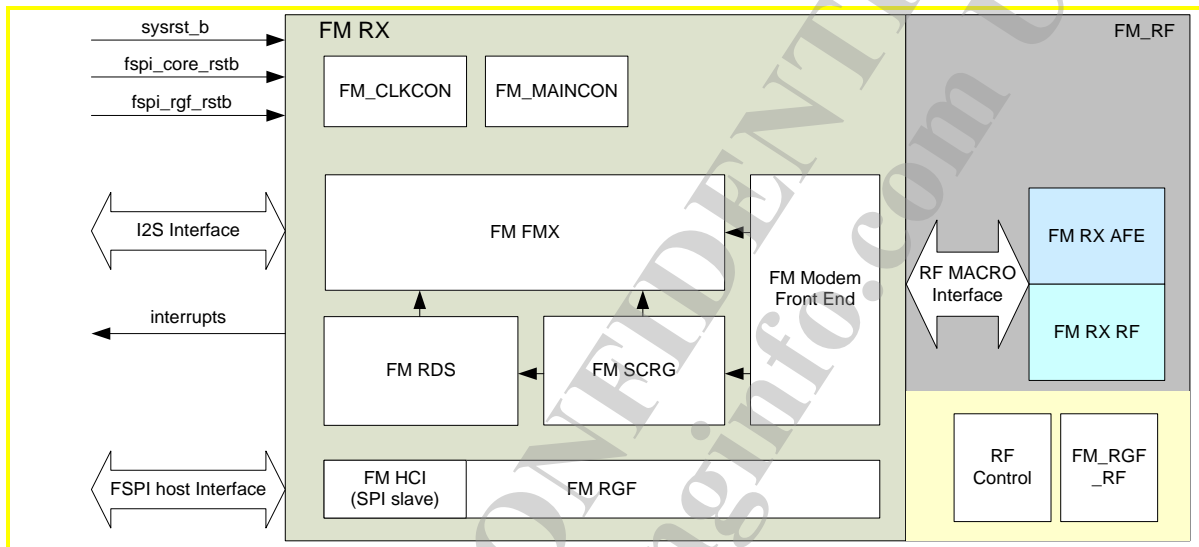 sysrst_b
fspi_core_rstb
fspi_rgf_rstb
I2S Interface
interrupts
FSPI host Interface
FM RX
FM_CLKCON
FM_MAINCON
FM FMX
FM Modem
Front End
FM RDS
FM SCRG
FM HCI
(SPI slave)
FM RGF
FM_RF
RF MACRO
Interface
FM RX AFE
FM RX RF
RF
Control
FM_RGF
_RF